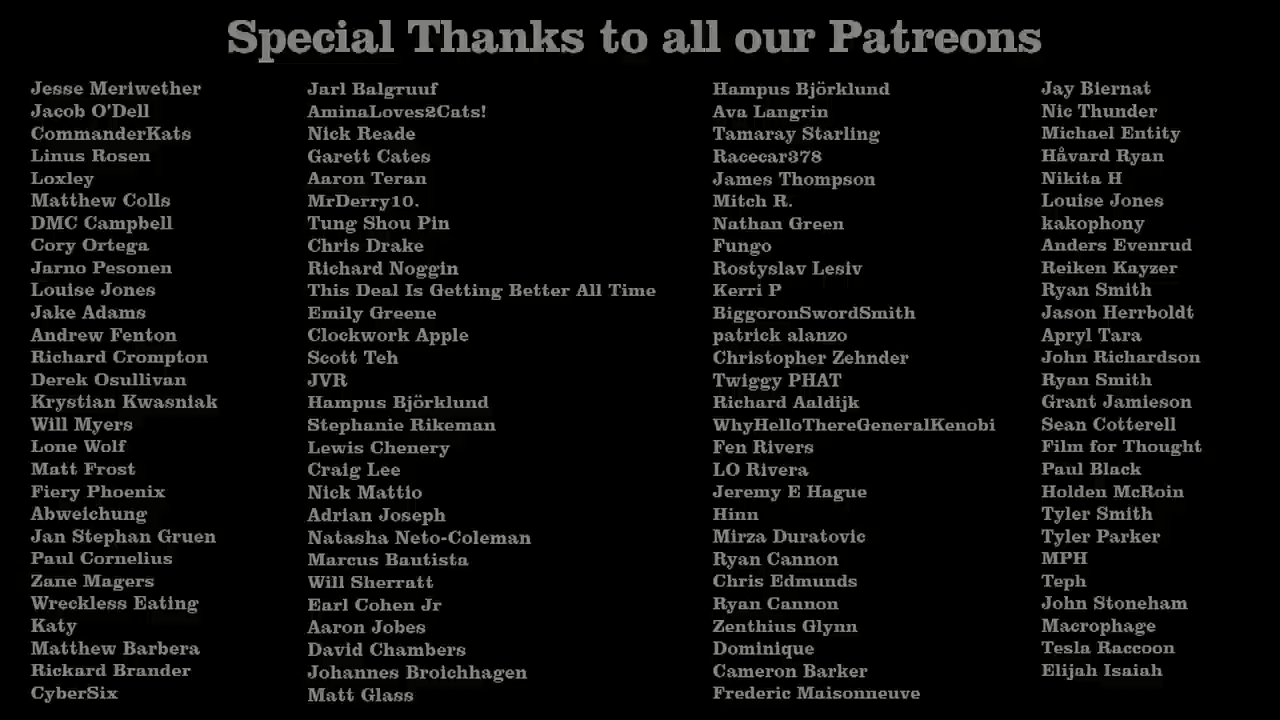 Special Thanks to all our Patreons
Jesse Meriwether
Jacob O'Dell
CommanderKats
Linus Rosen
Loxley
Matthew Colls
DMC Campbell
Cory Ortega
Jarno Pesonen
Louise Jones
Jake Adams
Andrew Fenton
Richard Crompton
Derek Osullivan
Krystian Kwasniak
Will Myers
Lone Wolf
Matt Frost
Fiery Phoenix
Abweichung
Jan Stephan Gruen
Paul Cornelius
Zane Magers
Wreckless Eating
Katy
Matthew Barbera
Rickard Brander
CyberSix
Jarl Balgruuf
AminaLoves2Cats!
Nick Reade
Garett Cates
Aaron Teran
MrDerry10.
Tung Shou Pin
Chris Drake
Richard Noggin
This Deal Is Getting Better All Time
Emily Greene
Clockwork Apple
Scott Teh
JVR
Hampus Björklund
Stephanie Rikeman
Lewis Chenery
Craig Lee
Nick Mattio
Adrian Joseph
Natasha Neto-Coleman
Marcus Bautista
Will Sherratt
Earl Cohen Jr
Aaron Jobes
David Chambers
Johannes Broichhagen
Matt Glass
Hampus Björklund
Ava Langrin
Tamaray Starling
Racecar378
James Thompson
Mitch R.
Nathan Green
Fungo
Rostyslav Lesiv
Kerri P
BiggoronSwordSmith
patrick alanzo
Christopher Zehnder
Twiggy PHAT
Richard Aaldijk
WhyHelloThereGeneralKenobi
Fen Rivers
LO Rivera
Jeremy E Hague
Hinn
Mirza Duratovic
Ryan Cannon
Chris Edmunds
Ryan Cannon
Zenthius Glynn
Dominique
Cameron Barker
Frederic Maisonneuve
Jay Biernat
Nic Thunder
Michael Entity
Håvard Ryan
Nikita H
Louise Jones
kakophony
Anders Evenrud
Reiken Kayzer
Ryan Smith
Jason Herrboldt
Apryl Tara
John Richardson
Ryan Smith
Grant Jamieson
Sean Cotterell
Film for Thought
Paul Black
Holden McRoin
Tyler Smith
Tyler Parker
MPH
Teph
John Stoneham
Macrophage
Tesla Raccoon
Elijah Isaiah